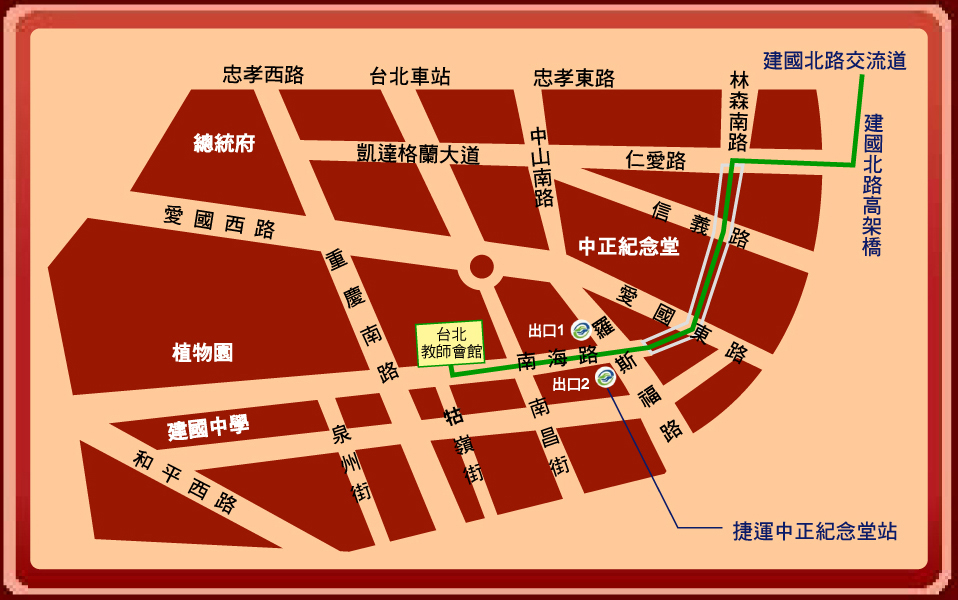 建國北路交流道
忠孝西路
台北車站
忠孝東路
林森南路
建國北路高架橋
總統府
中山南路
凱達格蘭大道
仁愛路
愛國西路
信義路
中正紀念堂
重慶南路
愛國東路
出口1
羅斯福路
台北
教師會館
南海路
植物園
出口2
建國中學
泉州街
牯嶺街
南昌街
和平西路
捷運中正紀念堂站